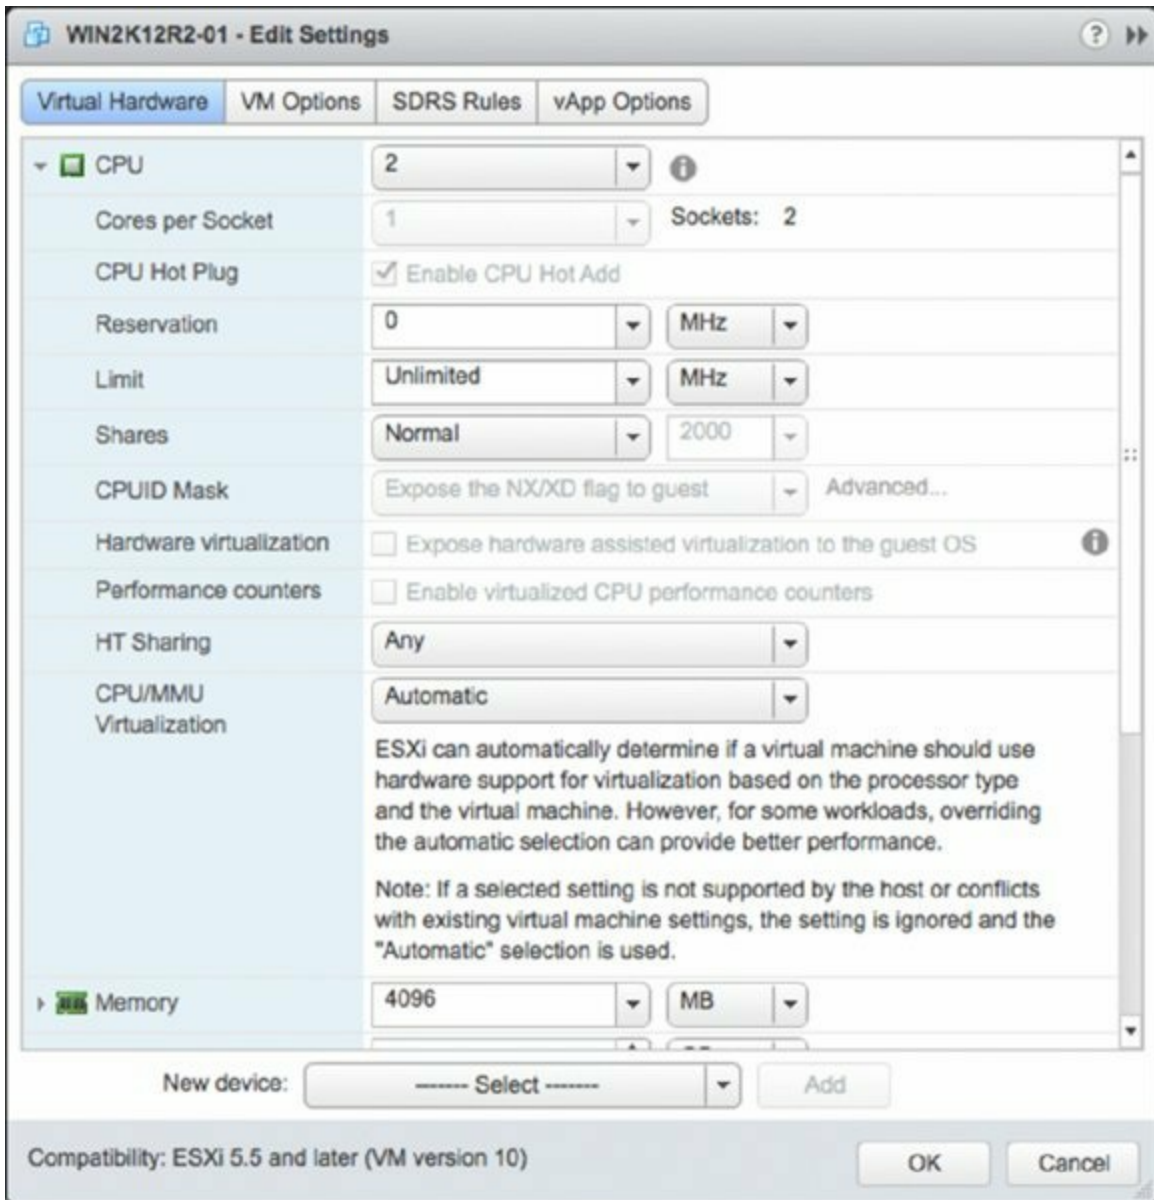 WIN2K12R2-01 - Edit Settings ?
Virtual Hardware VM Options SDRS Rules vApp Options
CPU 2
Cores per Socket 1 Sockets: 2
CPU Hot Plug Enable CPU Hot Add
Reservation 0 MHz
Limit Unlimited MHz
Shares Normal 2000
CPUID Mask Expose the NX/XD flag to guest Advanced...
Hardware virtualization Expose hardware assisted virtualization to the guest OS
Performance counters Enable virtualized CPU performance counters
HT Sharing Any
CPU/MMU Automatic
Virtualization
ESXi can automatically determine if a virtual machine should use
hardware support for virtualization based on the processor type
and the virtual machine. However, for some workloads, overriding
the automatic selection can provide better performance.
Note: If a selected setting is not supported by the host or conflicts
with existing virtual machine settings, the setting is ignored and the
"Automatic" selection is used.
Memory 4096 MB
New device: ------- Select ------- Add
Compatibility: ESXi 5.5 and later (VM version 10) OK Cancel